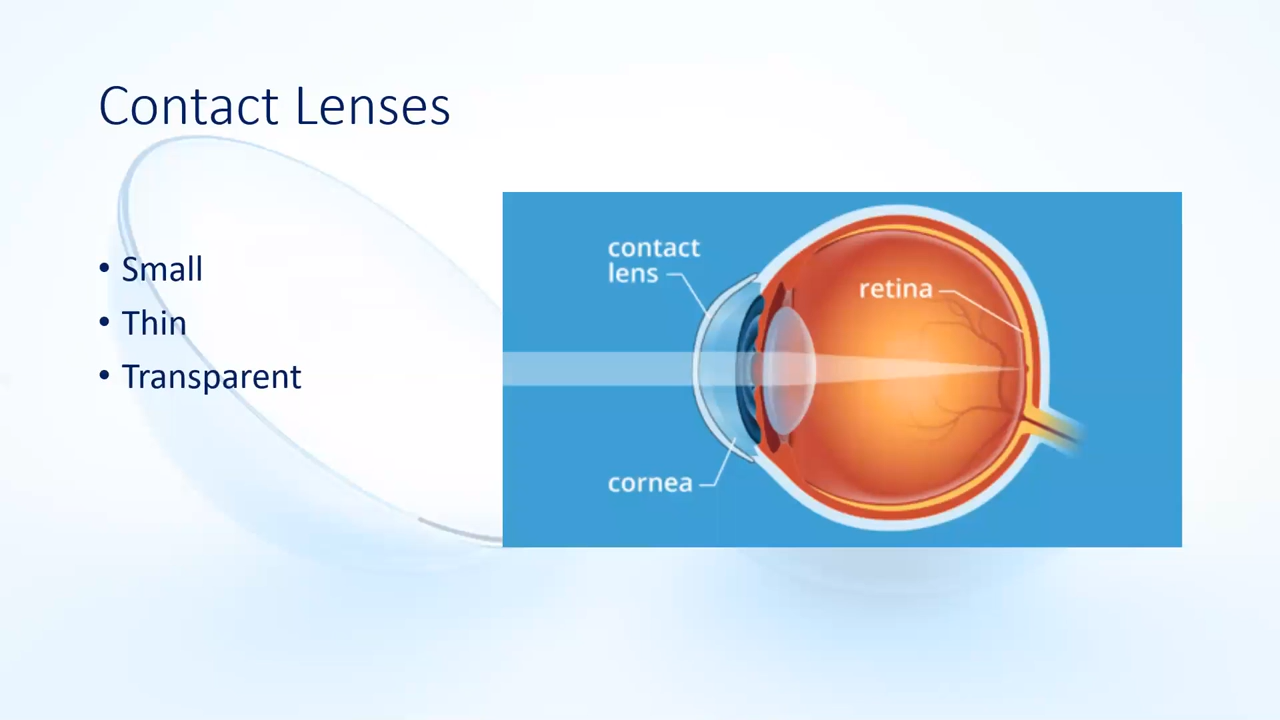 Contact Lenses
• Small
• Thin
• Transparent
contact
lens
retina
cornea